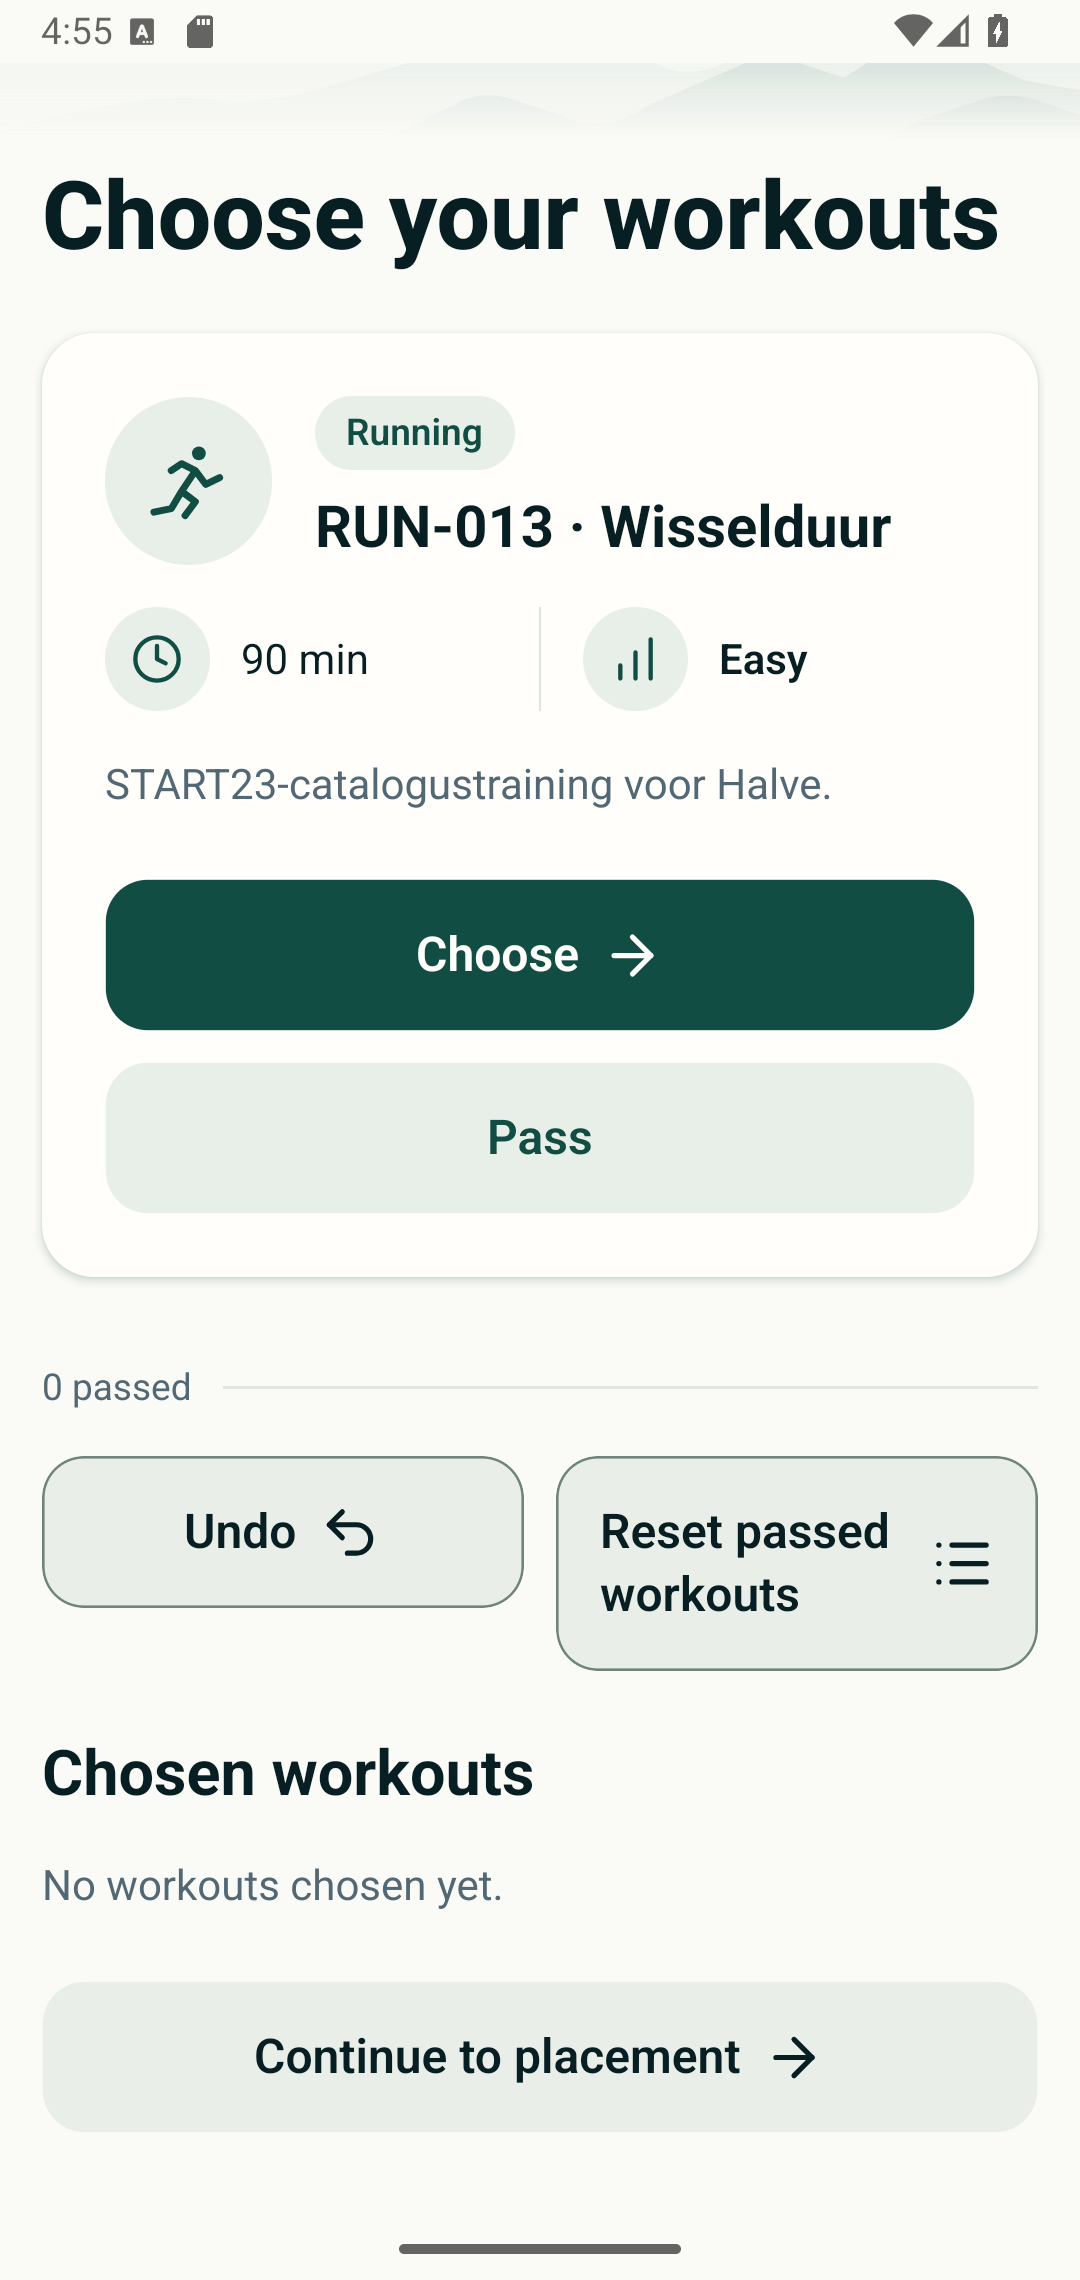 4:55
Choose your workouts
Running
RUN-013 · Wisselduur
90 min
Easy
START23-catalogustraining voor Halve.
Choose
Pass
0 passed
Undo
Reset passed
workouts
Chosen workouts
No workouts chosen yet.
Continue to placement